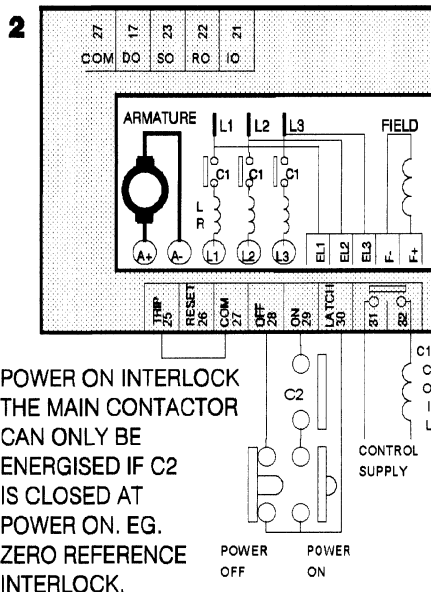 2
27 17 23 22 21
COM DO SO RO IO
ARMATURE L1 L2 L3 FIELD
C1 C1 C1
L
R
A+ A- L1 L2 L3 EL1 EL2 EL3 F- F+
TRIP RESET COM OFF ON LATCH
25 26 27 28 29 30 31 32
C1
C
O
I
L
C2
POWER ON INTERLOCK
THE MAIN CONTACTOR
CAN ONLY BE
ENERGISED IF C2
IS CLOSED AT
POWER ON. EG.
ZERO REFERENCE
INTERLOCK.
CONTROL
SUPPLY
POWER
OFF
POWER
ON